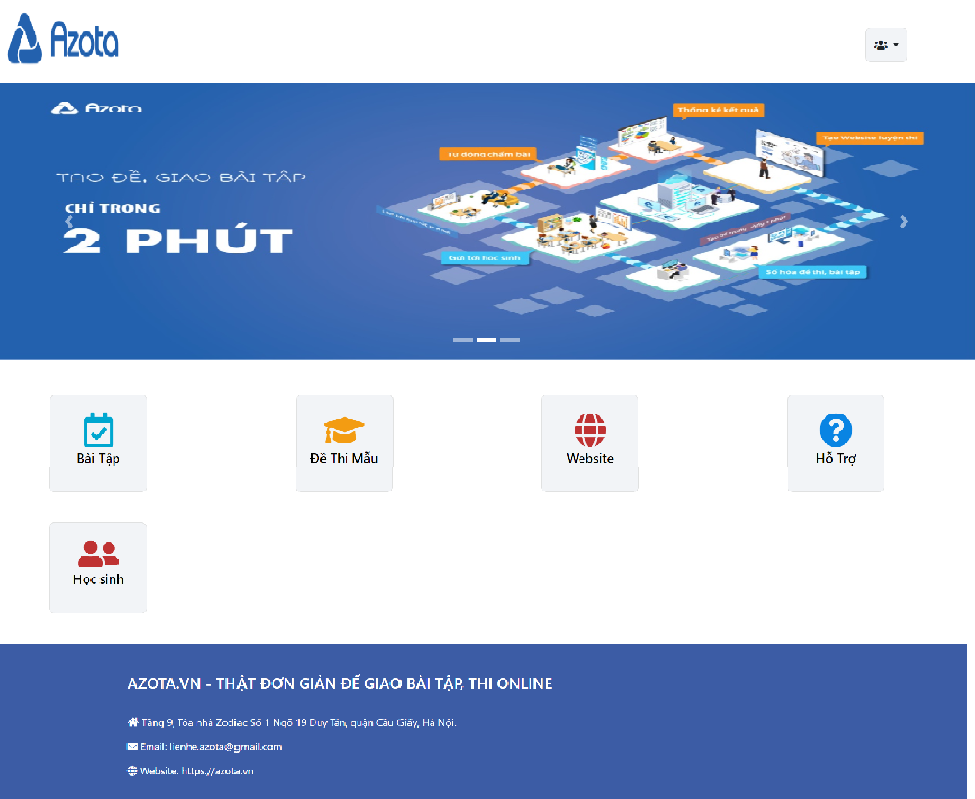 Azota
Azota
TẠO ĐỀ, GIAO BÀI TẬP
CHỈ TRONG
2 PHÚT
Thống kê kết quả
Tạo Website luyện thi
Tự động chấm bài
Gửi tới học sinh
Số hóa đề thi, bài tập
Bài Tập
Đề Thi Mẫu
Website
Hỗ Trợ
Học sinh
AZOTA.VN - THẬT ĐƠN GIẢN ĐỂ GIAO BÀI TẬP, THI ONLINE
Tầng 9, Tòa nhà Zodiac Số 1 Ngõ 19 Duy Tân, quận Cầu Giấy, Hà Nội.
Email: lienhe.azota@gmail.com
Website: https://azota.vn